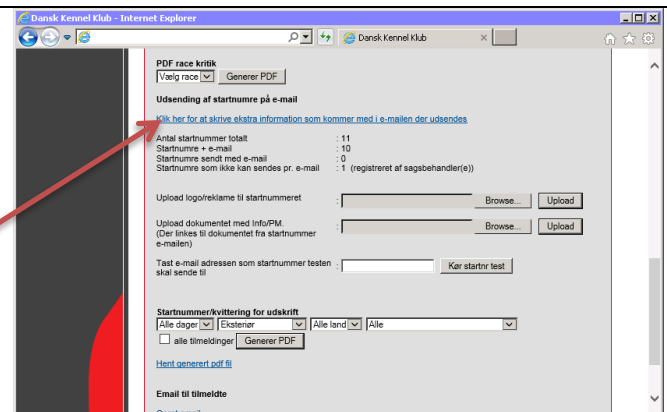 Dansk Kennel Klub - Internet Explorer
Dansk Kennel Klub
PDF race kritik
Vælg race Generer PDF
Udsending af startnumre på e-mail
Klik her for at skrive ekstra information som kommer med i e-mailen der udsendes
Antal startnummer totalt : 11
Startnumre + e-mail : 10
Startnumre sendt med e-mail : 0
Startnumre som ikke kan sendes pr. e-mail : 1 (registreret af sagsbehandler(e))
Upload logo/reklame til startnummeret : Browse... Upload
Upload dokumentet med Info/PM. : Browse... Upload
(Der linkes til dokumentet fra startnummer
e-mailen)
Tast e-mail adressen som startnummer testen : Kør startnr test
skal sende til
Startnummer/kvittering for udskrift
Alle dager Eksteriør Alle land Alle
alle tilmeldinger Generer PDF
Hent generert pdf fil
Email til tilmeldte